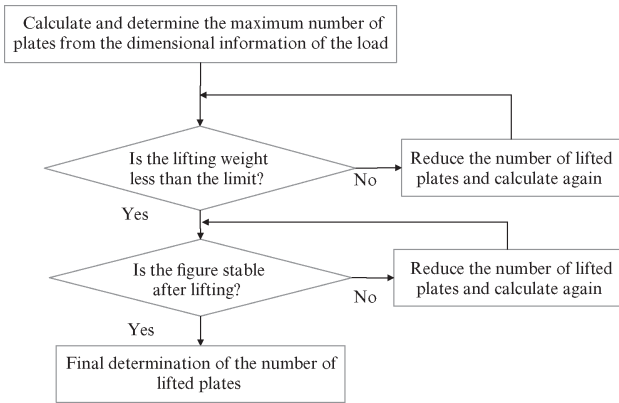 Calculate and determine the maximum number of
plates from the dimensional information of the load
Is the lifting weight
less than the limit?
No
Reduce the number of lifted
plates and calculate again
Yes
Is the figure stable
after lifting?
No
Reduce the number of lifted
plates and calculate again
Yes
Final determination of the number of
lifted plates